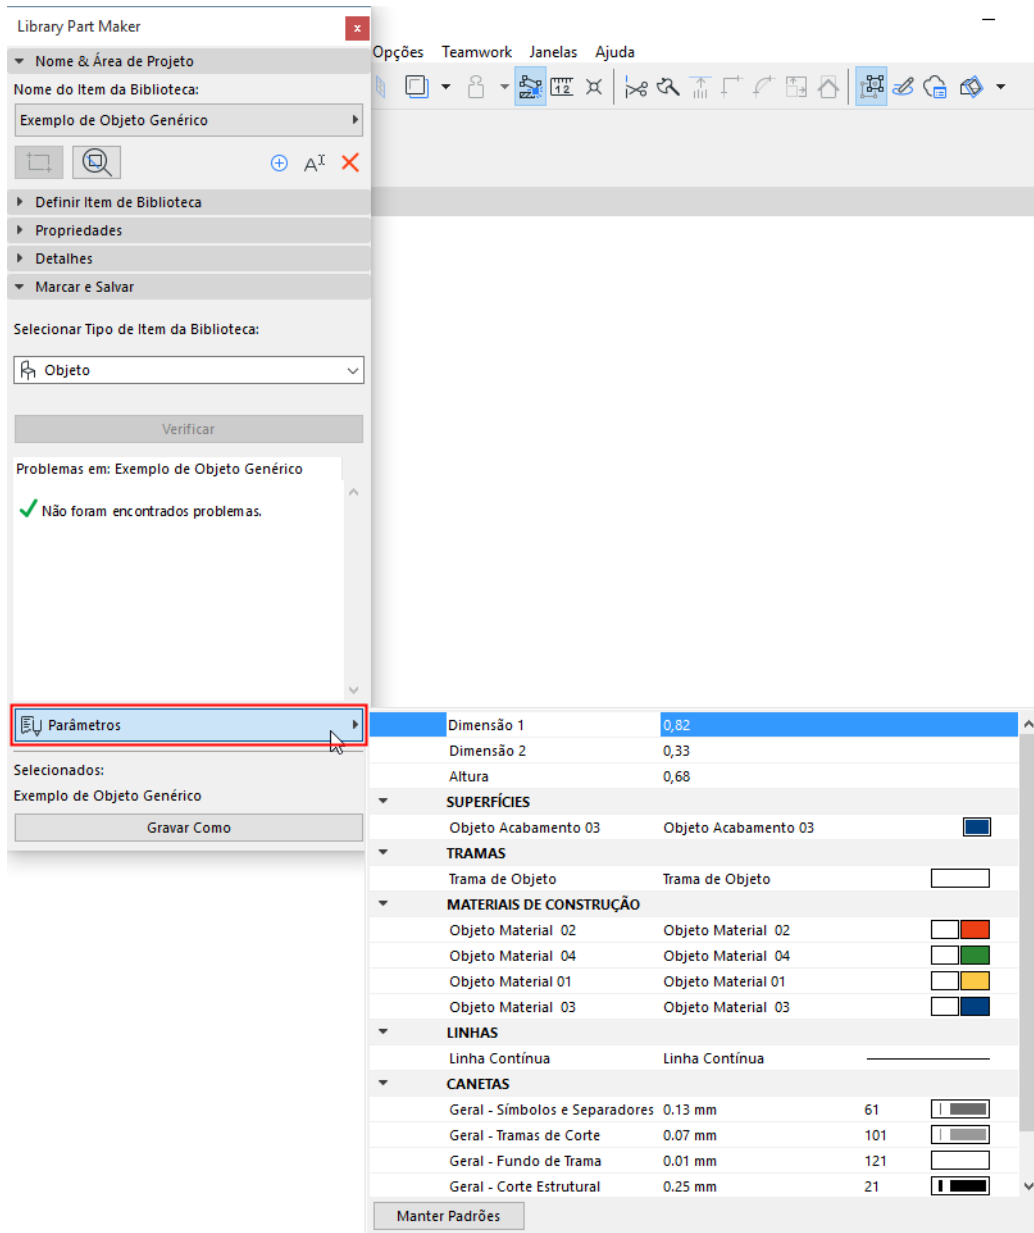 Library Part Maker
x
Opções Teamwork Janelas Ajuda
Nome & Área de Projeto
Nome do Item da Biblioteca:
Exemplo de Objeto Genérico
Definir Item de Biblioteca
Propriedades
Detalhes
Marcar e Salvar
Selecionar Tipo de Item da Biblioteca:
Objeto
Verificar
Problemas em: Exemplo de Objeto Genérico
Não foram encontrados problemas.
Parâmetros
Selecionados:
Exemplo de Objeto Genérico
Gravar Como
Dimensão 1 0,82
Dimensão 2 0,33
Altura 0,68
SUPERFÍCIES
Objeto Acabamento 03 Objeto Acabamento 03
TRAMAS
Trama de Objeto Trama de Objeto
MATERIAIS DE CONSTRUÇÃO
Objeto Material 02 Objeto Material 02
Objeto Material 04 Objeto Material 04
Objeto Material 01 Objeto Material 01
Objeto Material 03 Objeto Material 03
LINHAS
Linha Contínua Linha Contínua
CANETAS
Geral - Símbolos e Separadores 0.13 mm 61
Geral - Tramas de Corte 0.07 mm 101
Geral - Fundo de Trama 0.01 mm 121
Geral - Corte Estrutural 0.25 mm 21
Manter Padrões